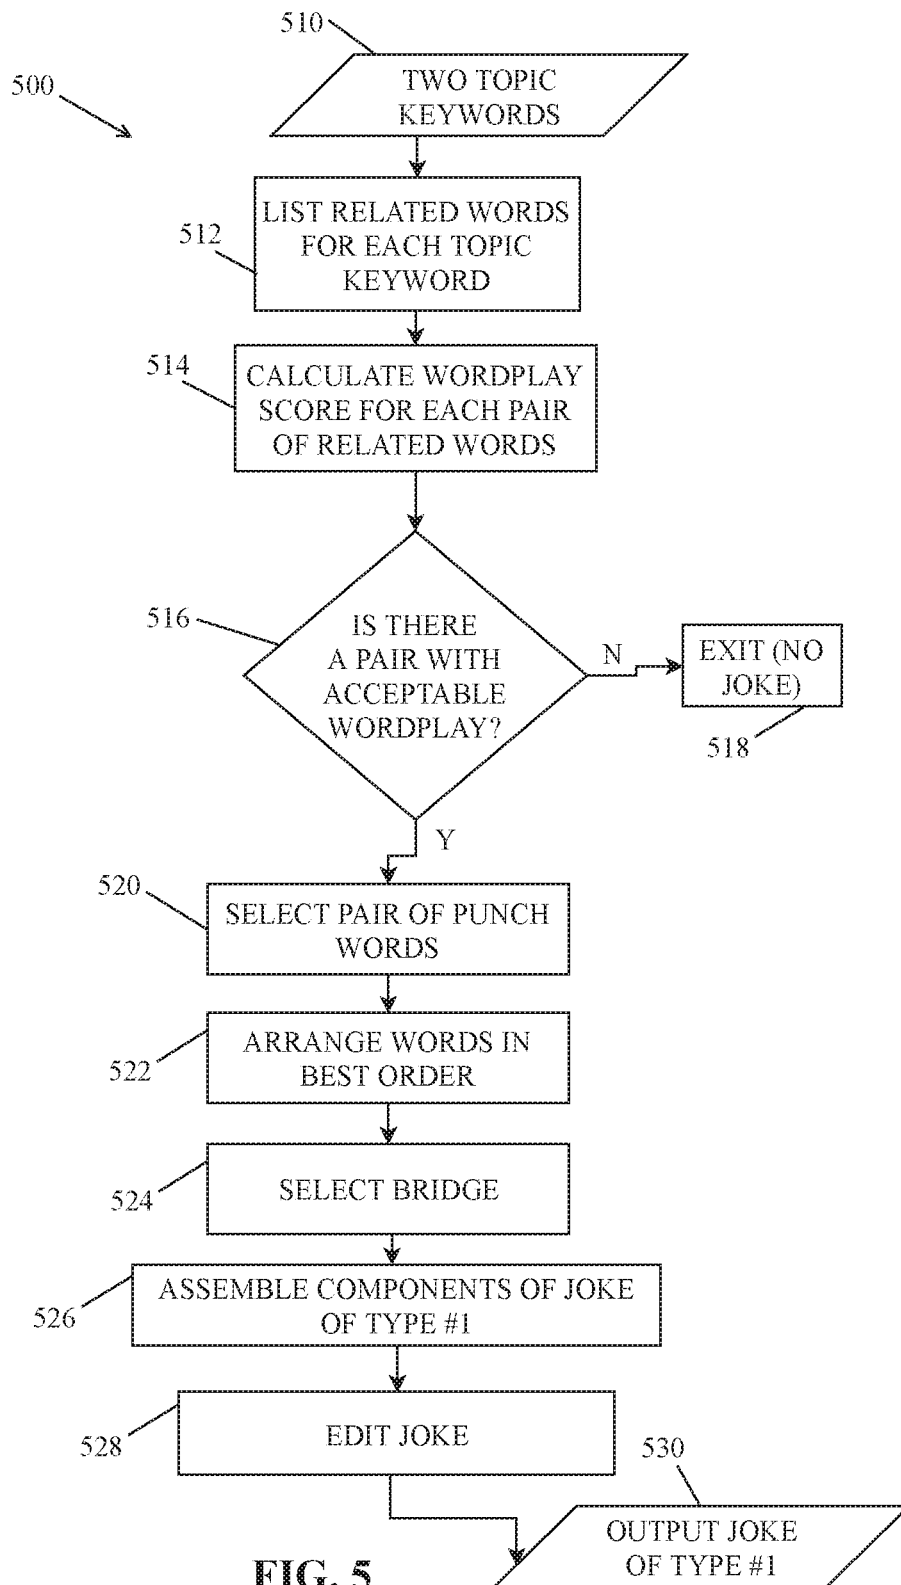 510
500
TWO TOPIC
KEYWORDS
512
LIST RELATED WORDS
FOR EACH TOPIC
KEYWORD
514
CALCULATE WORDPLAY
SCORE FOR EACH PAIR
OF RELATED WORDS
516
IS THERE
A PAIR WITH
ACCEPTABLE
WORDPLAY?
N
EXIT (NO
JOKE)
518
Y
520
SELECT PAIR OF PUNCH
WORDS
522
ARRANGE WORDS IN
BEST ORDER
524
SELECT BRIDGE
526
ASSEMBLE COMPONENTS OF JOKE
OF TYPE #1
528
EDIT JOKE
530
OUTPUT JOKE
OF TYPE #1
FIG. 5